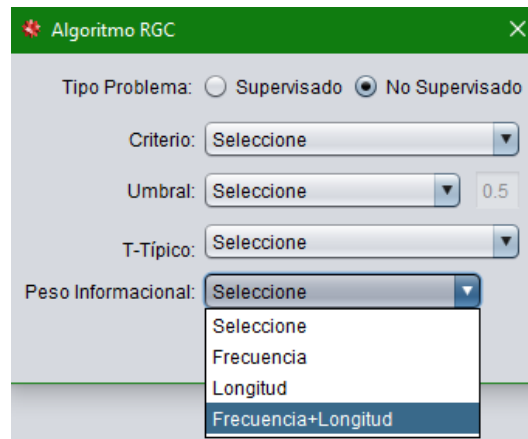 Algoritmo RGC
Tipo Problema: Supervisado No Supervisado
Criterio: Seleccione
Umbral: Seleccione 0.5
T-Típico: Seleccione
Peso Informacional: Seleccione
Seleccione
Frecuencia
Longitud
Frecuencia+Longitud